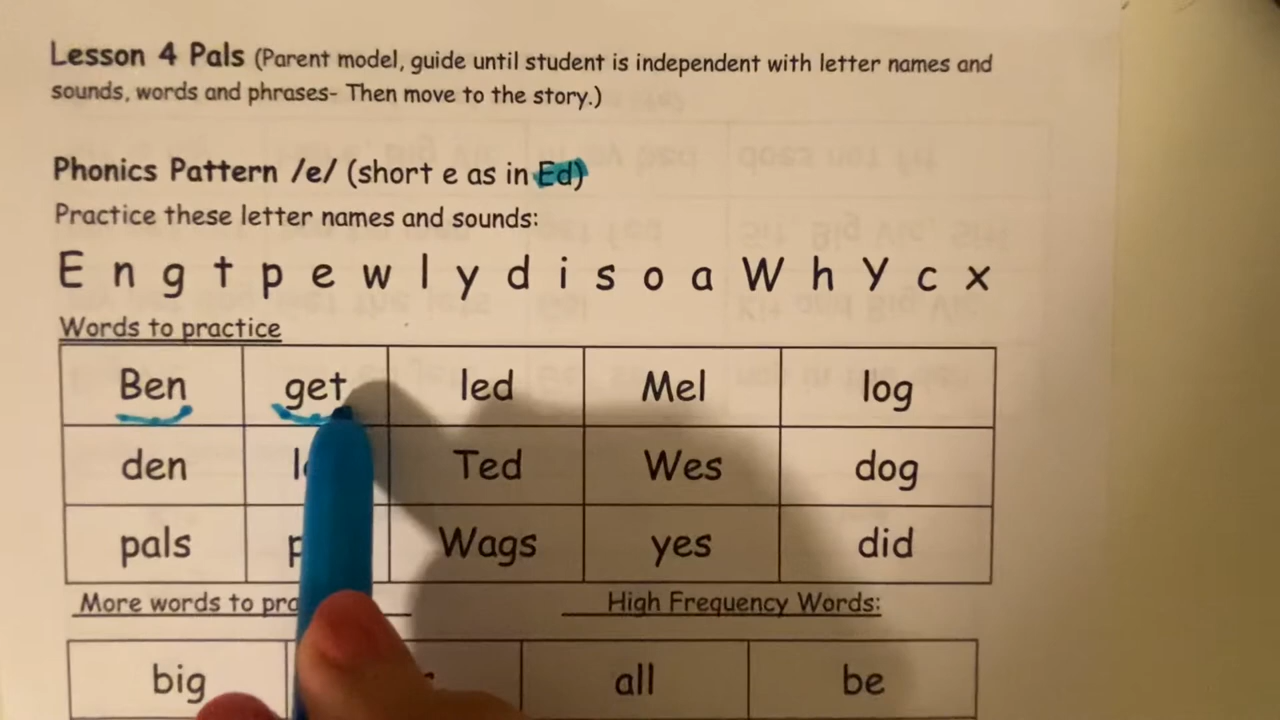 Lesson 4 Pals (Parent model, guide until student is independent with letter names and
sounds, words and phrases- Then move to the story.)
Phonics Pattern /e/ (short e as in Ed)
Practice these letter names and sounds:
E n g t p e w l y d i s o a W h Y c x
Words to practice
Ben get led Mel log
den Ted Wes dog
pals Wags yes did
More words to High Frequency Words:
big all be